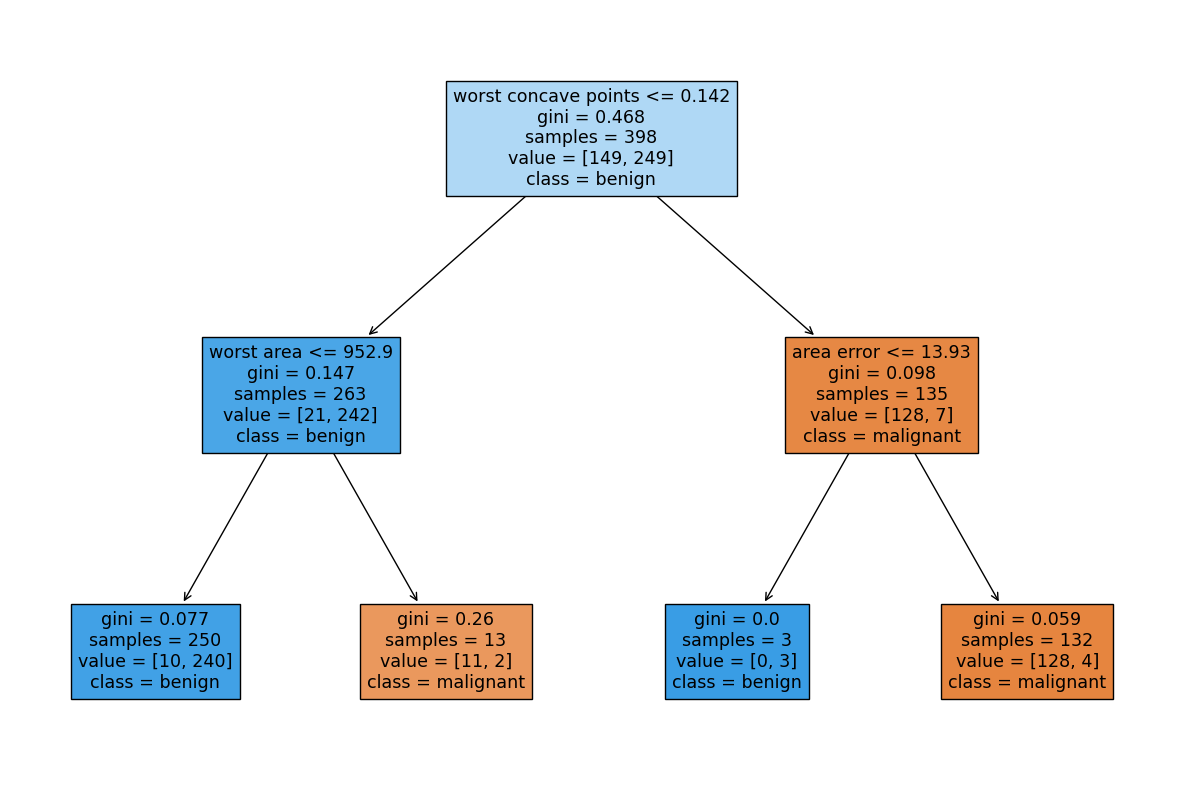 worst concave points <= 0.142
gini = 0.468
samples = 398
value = [149, 249]
class = benign
worst area <= 952.9
gini = 0.147
samples = 263
value = [21, 242]
class = benign
area error <= 13.93
gini = 0.098
samples = 135
value = [128, 7]
class = malignant
gini = 0.077
samples = 250
value = [10, 240]
class = benign
gini = 0.26
samples = 13
value = [11, 2]
class = malignant
gini = 0.0
samples = 3
value = [0, 3]
class = benign
gini = 0.059
samples = 132
value = [128, 4]
class = malignant